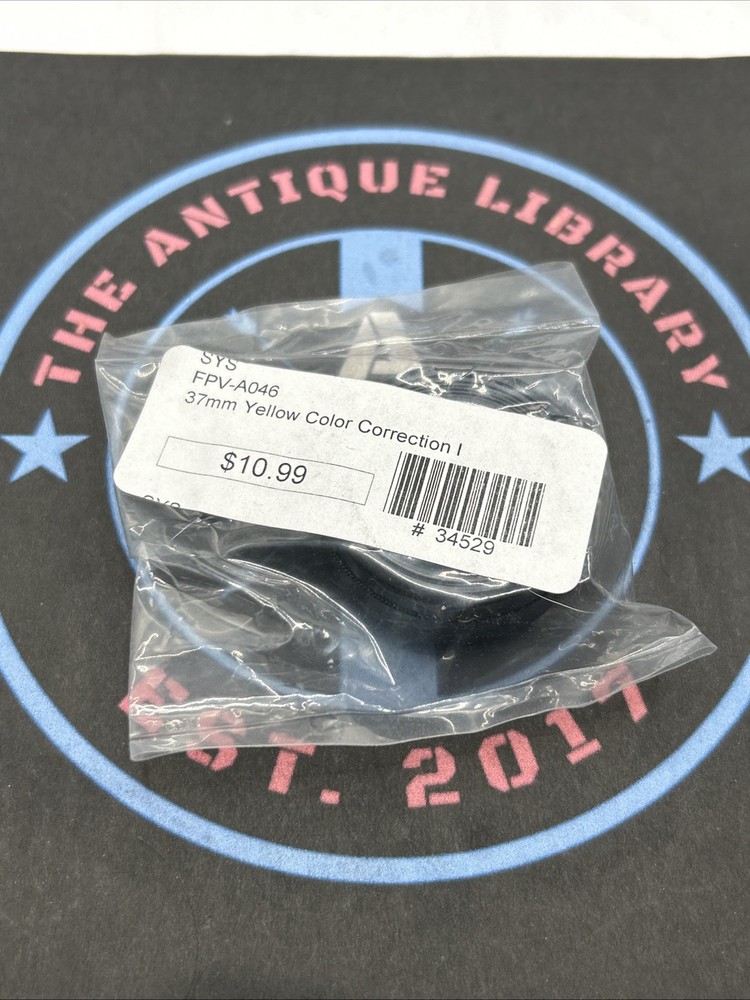 THE ANTIQUE LIBRARY
SYS
FPV-A046
37mm Yellow Color Correction l
$10.99
# 34529
EST. 2017